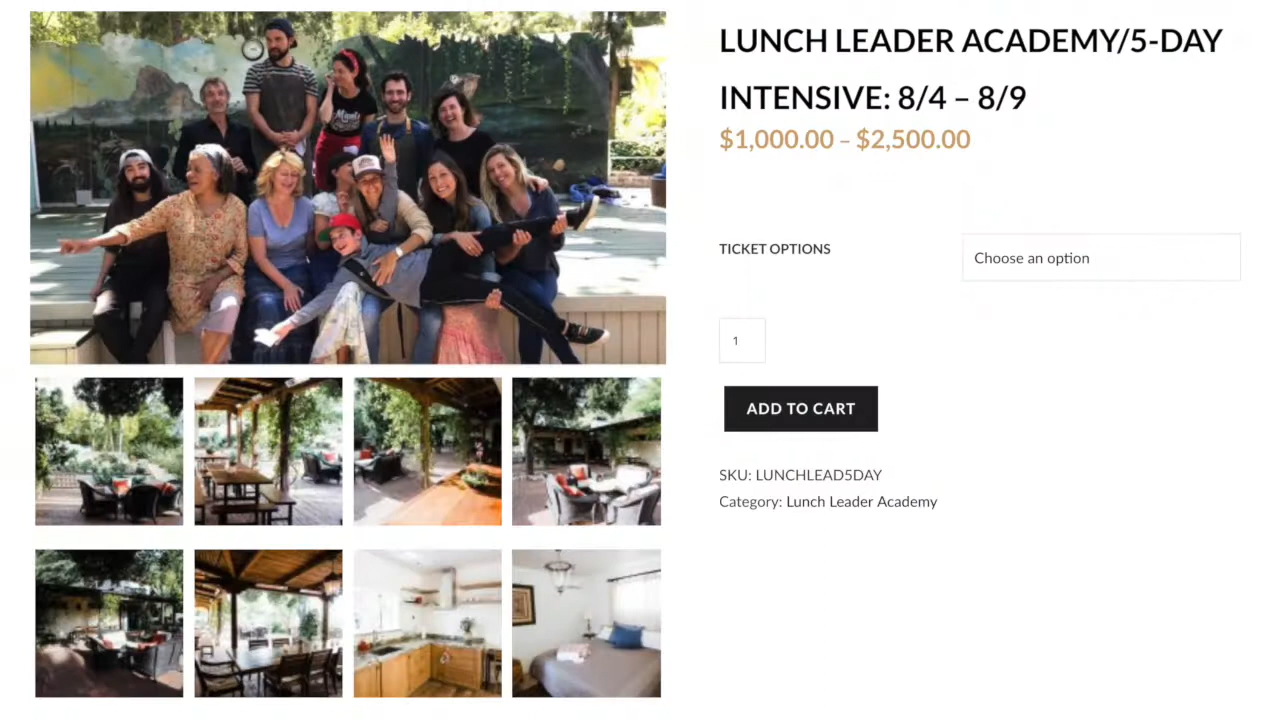 LUNCH LEADER ACADEMY/5-DAY
INTENSIVE: 8/4 – 8/9
$1,000.00 – $2,500.00
TICKET OPTIONS
Choose an option
1
ADD TO CART
SKU: LUNCHLEAD5DAY
Category: Lunch Leader Academy